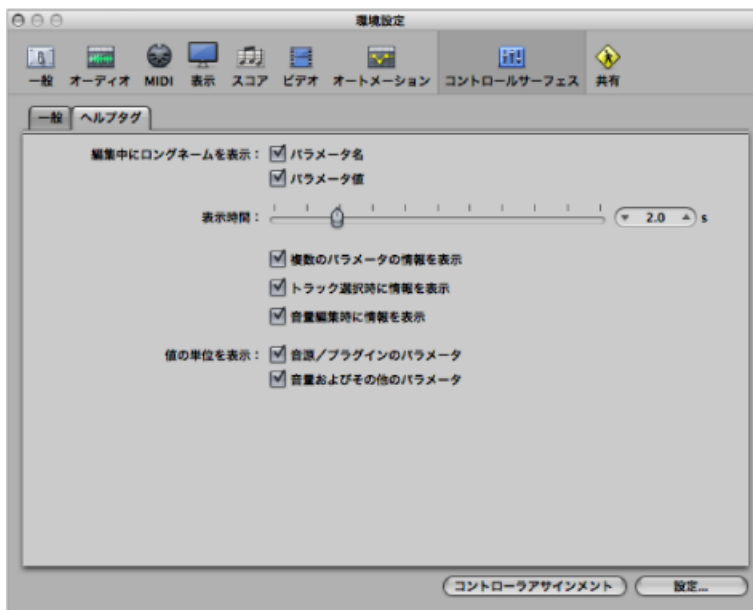 環境設定
一般 オーディオ MIDI 表示 スコア ビデオ オートメーション コントロールサーフェス 共有
一般 ヘルプタグ
編集中にロングネームを表示： パラメータ名
パラメータ値
表示時間： 2.0 s
複数のパラメータの情報を表示
トラック選択時に情報を表示
音量編集時に情報を表示
値の単位を表示： 音源／プラグインのパラメータ
音量およびその他のパラメータ
コントローラアサインメント 設定...